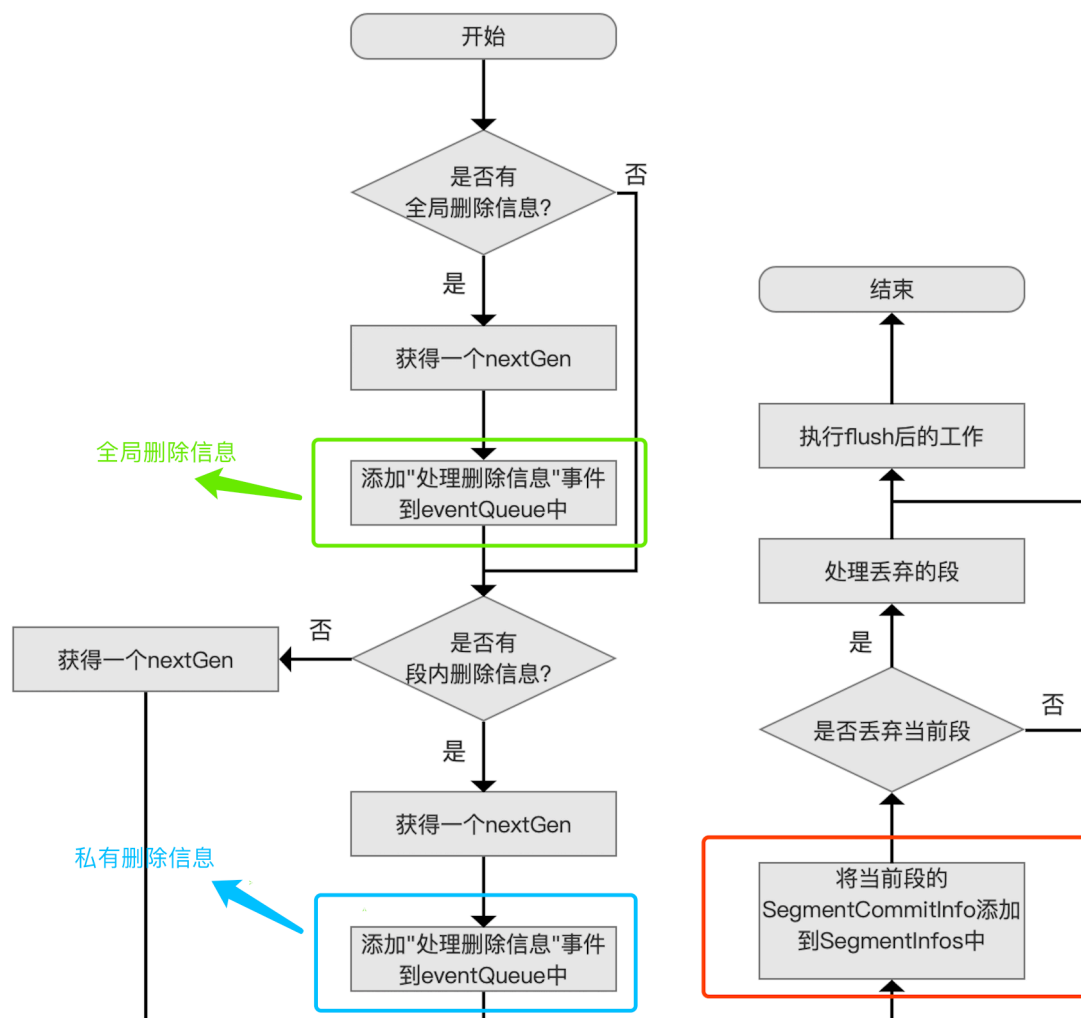 开始
是否有
全局删除信息?
否
是
获得一个nextGen
全局删除信息
添加"处理删除信息"事件
到eventQueue中
是否有
段内删除信息?
否
获得一个nextGen
是
获得一个nextGen
私有删除信息
添加"处理删除信息"事件
到eventQueue中
将当前段的
SegmentCommitInfo添加
到SegmentInfos中
是否丢弃当前段
否
是
处理丢弃的段
执行flush后的工作
结束